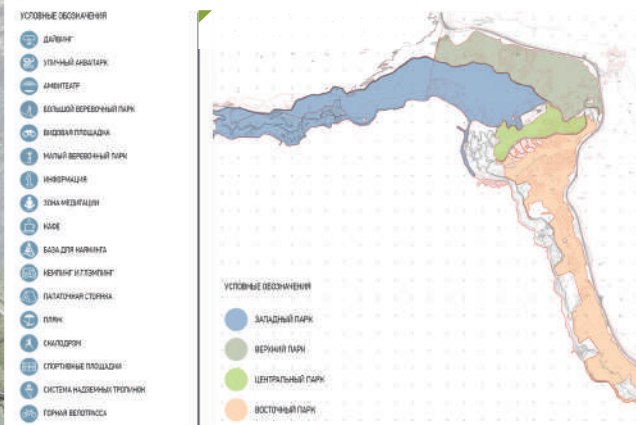 УСЛОВНЫЕ ОБОЗНАЧЕНИЯ
ДАЙВИНГ
УЛИЧНЫЙ АКВАПАРК
АМФИТЕАТР
БОЛЬШОЙ ВЕРЕВОЧНЫЙ ПАРК
ВИДОВАЯ ПЛОЩАДКА
МАЛЫЙ ВЕРЕВОЧНЫЙ ПАРК
ИНФОРМАЦИЯ
ЗОНА МЕДИТАЦИИ
КАФЕ
БАЗА ДЛЯ КАЯКИНГА
КЕМПИНГ И ГЛЭМПИНГ
ПАЛАТОЧНАЯ СТОЯНКА
ПЛЯЖ
СКАЛОДРОМ
СПОРТИВНЫЕ ПЛОЩАДКИ
СИСТЕМА НАДЗЕМНЫХ ТРОПИНОК
ГОРНАЯ ВЕЛОТРАССА
УСЛОВНЫЕ ОБОЗНАЧЕНИЯ
ЗАПАДНЫЙ ПАРК
ВЕРХНИЙ ПАРК
ЦЕНТРАЛЬНЫЙ ПАРК
ВОСТОЧНЫЙ ПАРК